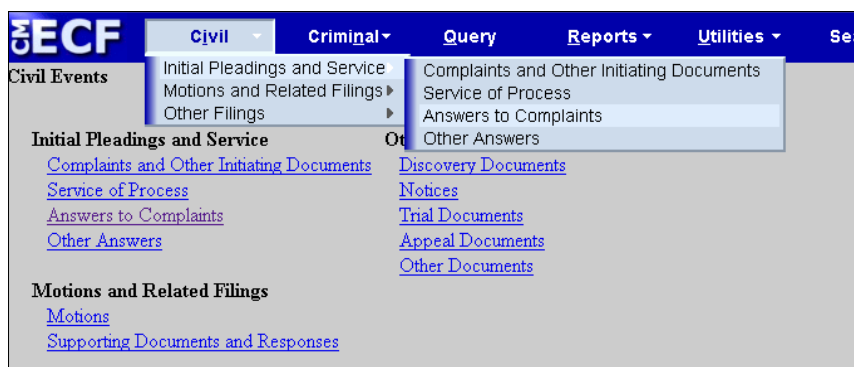 CM ECF Civil Criminal Query Reports Utilities Se
Civil Events
Initial Pleadings and Service
Motions and Related Filings
Other Filings
Complaints and Other Initiating Documents
Service of Process
Answers to Complaints
Other Answers
Initial Pleadings and Service
Complaints and Other Initiating Documents
Service of Process
Answers to Complaints
Other Answers
Ot
Discovery Documents
Notices
Trial Documents
Appeal Documents
Other Documents
Motions and Related Filings
Motions
Supporting Documents and Responses